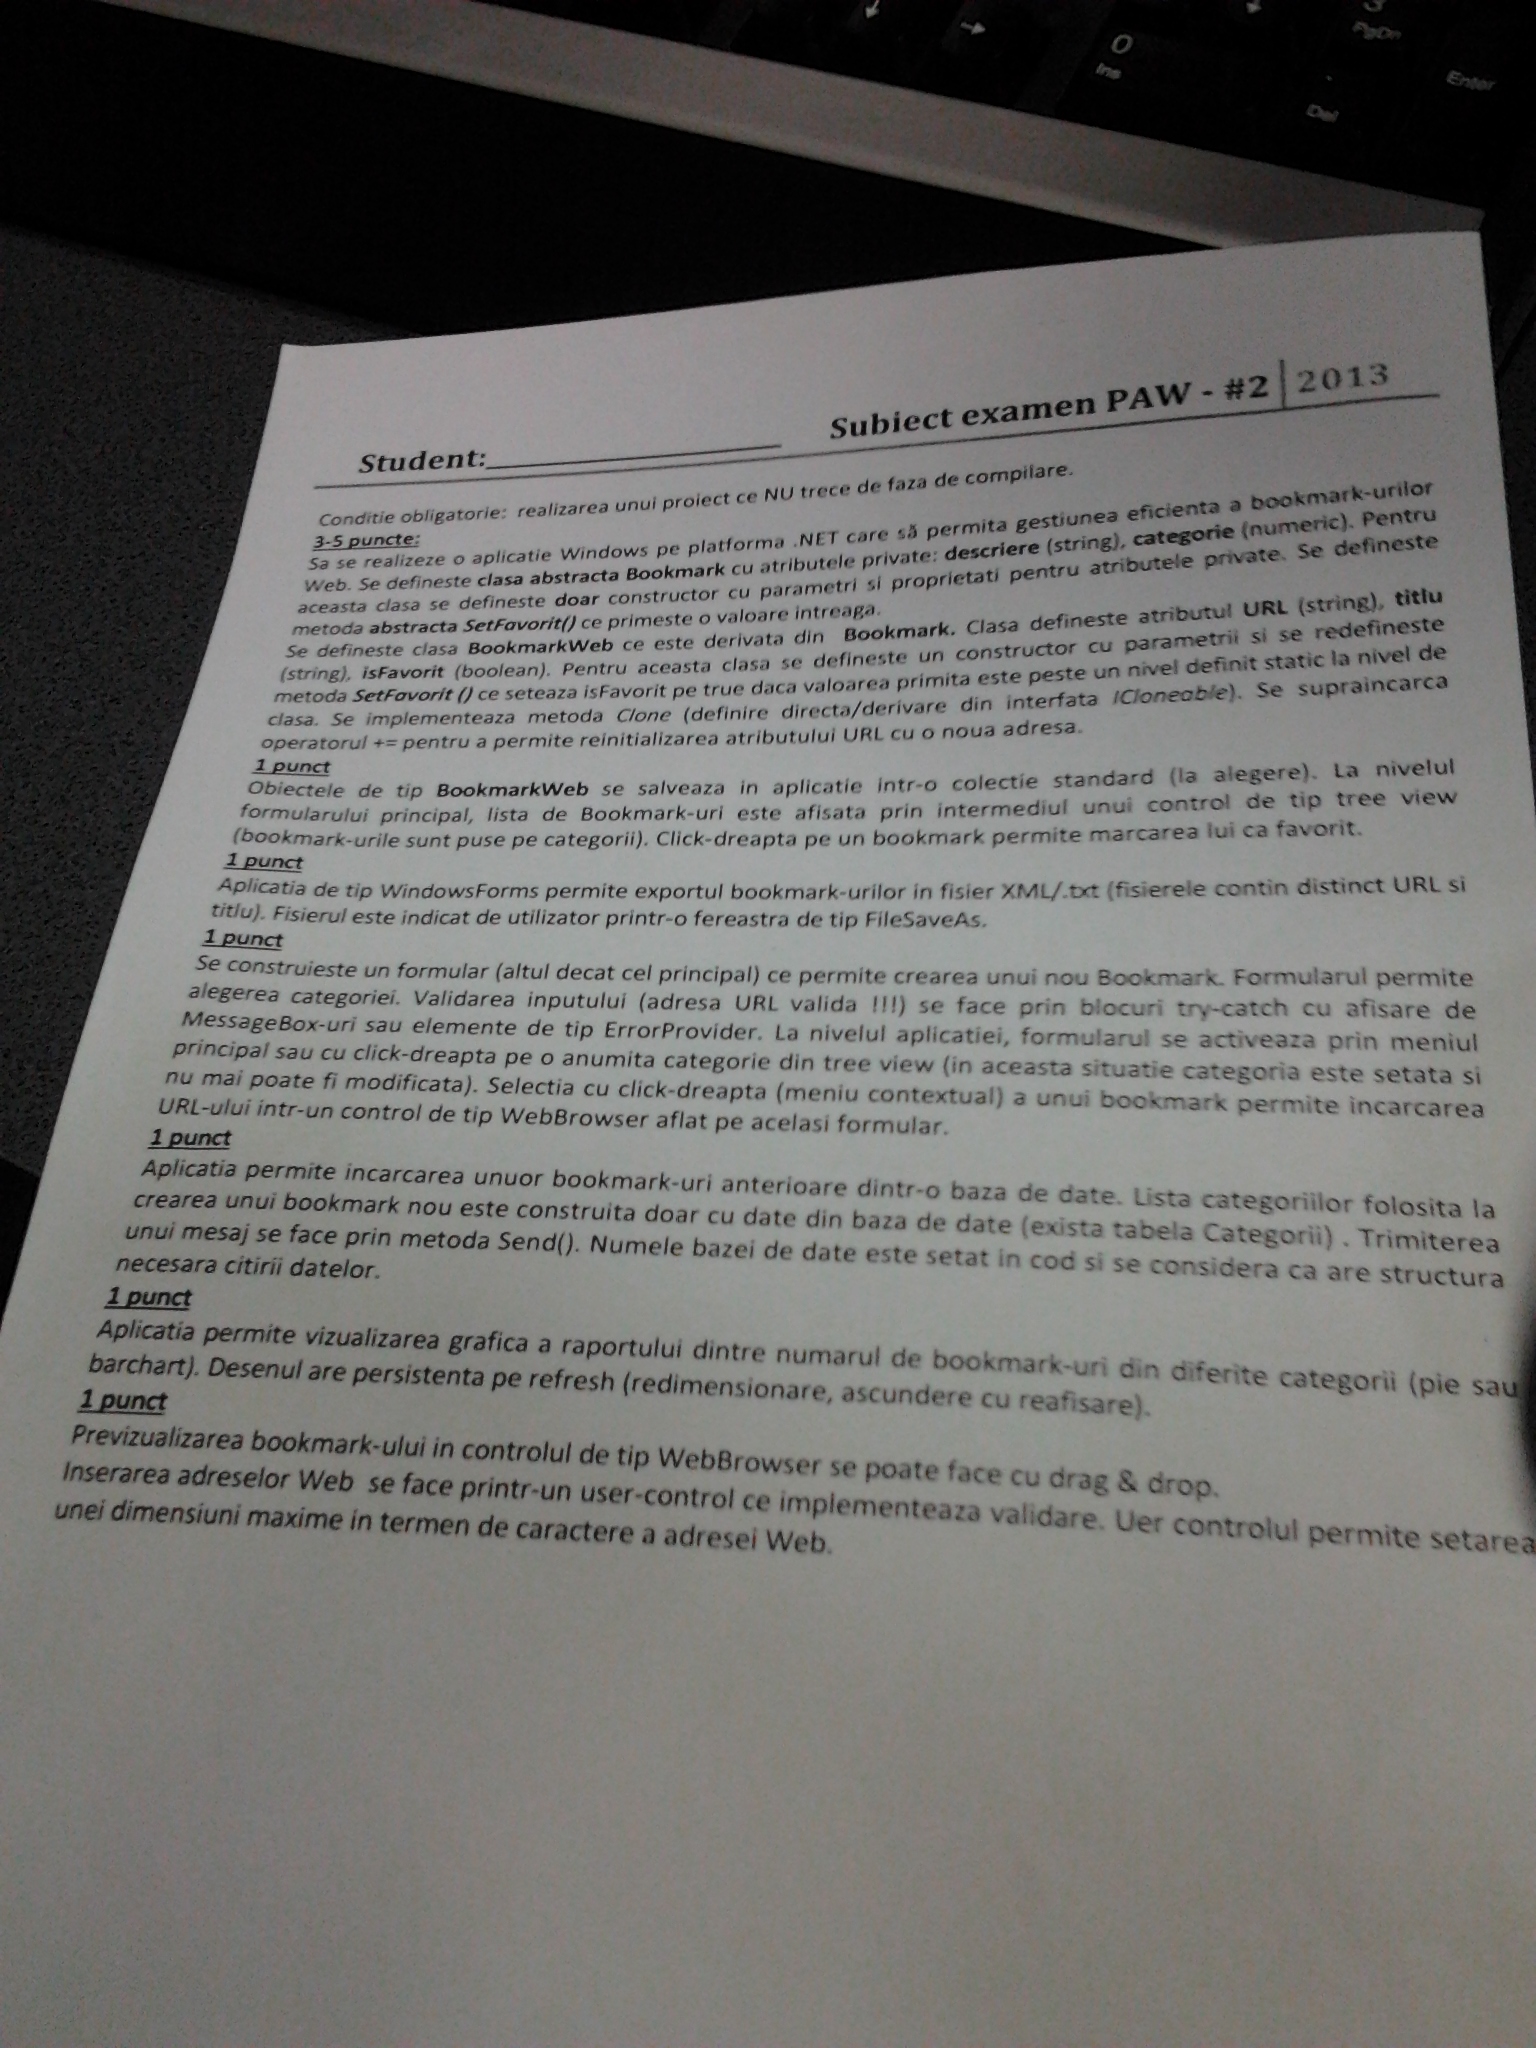 0
Ins
3
PgDn
Enter
Del
Subiect examen PAW - #2 | 2013
Student:
Conditie obligatorie: realizarea unui proiect ce NU trece de faza de compilare.
3-5 puncte:
Sa se realizeze o aplicatie Windows pe platforma .NET care să permita gestiunea eficienta a bookmark-urilor
Web. Se defineste clasa abstracta Bookmark cu atributele private: descriere (string), categorie (numeric). Pentru
aceasta clasa se defineste doar constructor cu parametri si proprietati pentru atributele private. Se defineste
metoda abstracta SetFavorit() ce primeste o valoare intreaga.
Se defineste clasa BookmarkWeb ce este derivata din Bookmark. Clasa defineste atributul URL (string), titlu
(string), isFavorit (boolean). Pentru aceasta clasa se defineste un constructor cu parametrii si se redefineste
metoda SetFavorit () ce seteaza isFavorit pe true daca valoarea primita este peste un nivel definit static la nivel de
clasa. Se implementeaza metoda Clone (definire directa/derivare din interfata ICloneable). Se supraincarca
operatorul += pentru a permite reinitializarea atributului URL cu o noua adresa.
1 punct
Obiectele de tip BookmarkWeb se salveaza in aplicatie intr-o colectie standard (la alegere). La nivelul
formularului principal, lista de Bookmark-uri este afisata prin intermediul unui control de tip tree view
(bookmark-urile sunt puse pe categorii). Click-dreapta pe un bookmark permite marcarea lui ca favorit.
1 punct
Aplicatia de tip WindowsForms permite exportul bookmark-urilor in fisier XML/.txt (fisierele contin distinct URL si
titlu). Fisierul este indicat de utilizator printr-o fereastra de tip FileSaveAs.
1 punct
Se construieste un formular (altul decat cel principal) ce permite crearea unui nou Bookmark. Formularul permite
alegerea categoriei. Validarea inputului (adresa URL valida !!!) se face prin blocuri try-catch cu afisare de
MessageBox-uri sau elemente de tip ErrorProvider. La nivelul aplicatiei, formularul se activeaza prin meniul
principal sau cu click-dreapta pe o anumita categorie din tree view (in aceasta situatie categoria este setata si
nu mai poate fi modificata). Selectia cu click-dreapta (meniu contextual) a unui bookmark permite incarcarea
URL-ului intr-un control de tip WebBrowser aflat pe acelasi formular.
1 punct
Aplicatia permite incarcarea unuor bookmark-uri anterioare dintr-o baza de date. Lista categoriilor folosita la
crearea unui bookmark nou este construita doar cu date din baza de date (exista tabela Categorii) . Trimiterea
unui mesaj se face prin metoda Send(). Numele bazei de date este setat in cod si se considera ca are structura
necesara citirii datelor.
1 punct
Aplicatia permite vizualizarea grafica a raportului dintre numarul de bookmark-uri din diferite categorii (pie sau
barchart). Desenul are persistenta pe refresh (redimensionare, ascundere cu reafisare).
1 punct
Previzualizarea bookmark-ului in controlul de tip WebBrowser se poate face cu drag & drop.
Inserarea adreselor Web se face printr-un user-control ce implementeaza validare. Uer controlul permite setarea
unei dimensiuni maxime in termen de caractere a adresei Web.